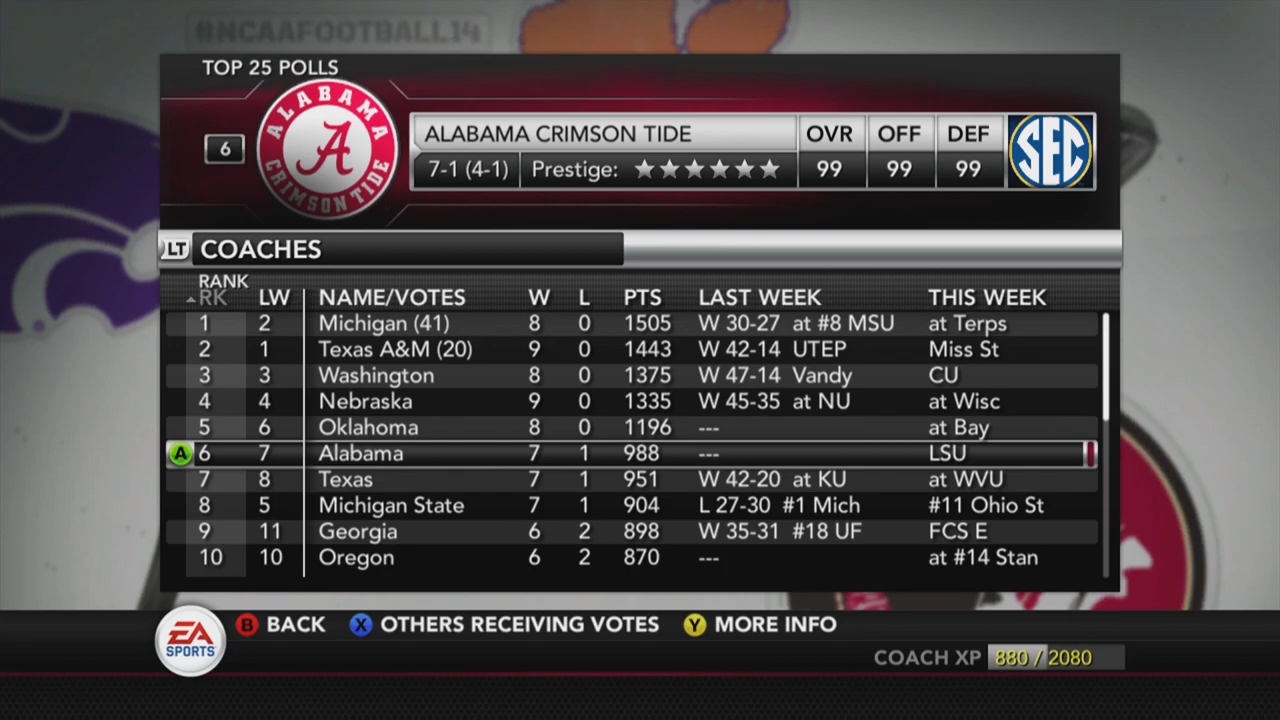 #NCAAFOOTBALL14
TOP 25 POLLS
6
ALABAMA
A
CRIMSON TIDE
ALABAMA CRIMSON TIDE OVR OFF DEF
7-1 (4-1) Prestige: ★★★★★★ 99 99 99
SEC
LT COACHES
RANK
RK LW NAME/VOTES W L PTS LAST WEEK THIS WEEK
1 2 Michigan (41) 8 0 1505 W 30-27 at #8 MSU at Terps
2 1 Texas A&M (20) 9 0 1443 W 42-14 UTEP Miss St
3 3 Washington 8 0 1375 W 47-14 Vandy CU
4 4 Nebraska 9 0 1335 W 45-35 at NU at Wisc
5 6 Oklahoma 8 0 1196 --- at Bay
A 6 7 Alabama 7 1 988 --- LSU
7 8 Texas 7 1 951 W 42-20 at KU at WVU
8 5 Michigan State 7 1 904 L 27-30 #1 Mich #11 Ohio St
9 11 Georgia 6 2 898 W 35-31 #18 UF FCS E
10 10 Oregon 6 2 870 --- at #14 Stan
EA SPORTS
B BACK X OTHERS RECEIVING VOTES Y MORE INFO
COACH XP 880 / 2080